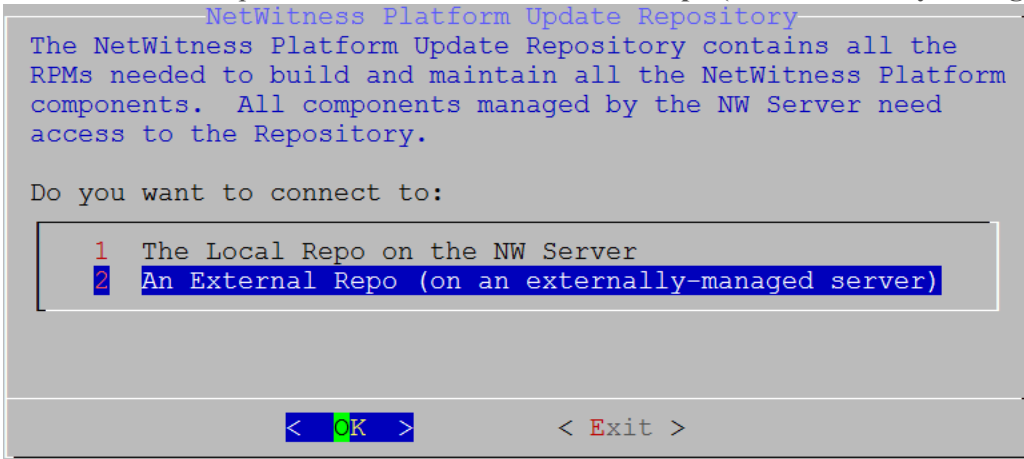 NetWitness Platform Update Repository
The NetWitness Platform Update Repository contains all the
RPMs needed to build and maintain all the NetWitness Platform
components.  All components managed by the NW Server need
access to the Repository.
Do you want to connect to:
1  The Local Repo on the NW Server
2  An External Repo (on an externally-managed server)
<  OK  >  < Exit >